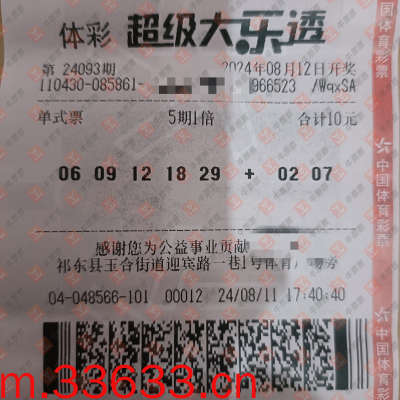 体彩 超级大乐透
第 24093期 2024年08月12日开奖
110430-085861- 966523 /WqxSA
单式票 5期1倍 合计10元
06 09 12 18 29 + 02 07
感谢您为公益事业贡献
祁东县玉合街道迎宾路一巷1号体育
04-048566-101 00012 24/08/11 17:40:40
国体育彩票
中国体育彩票
中国体育
m.33633.cn